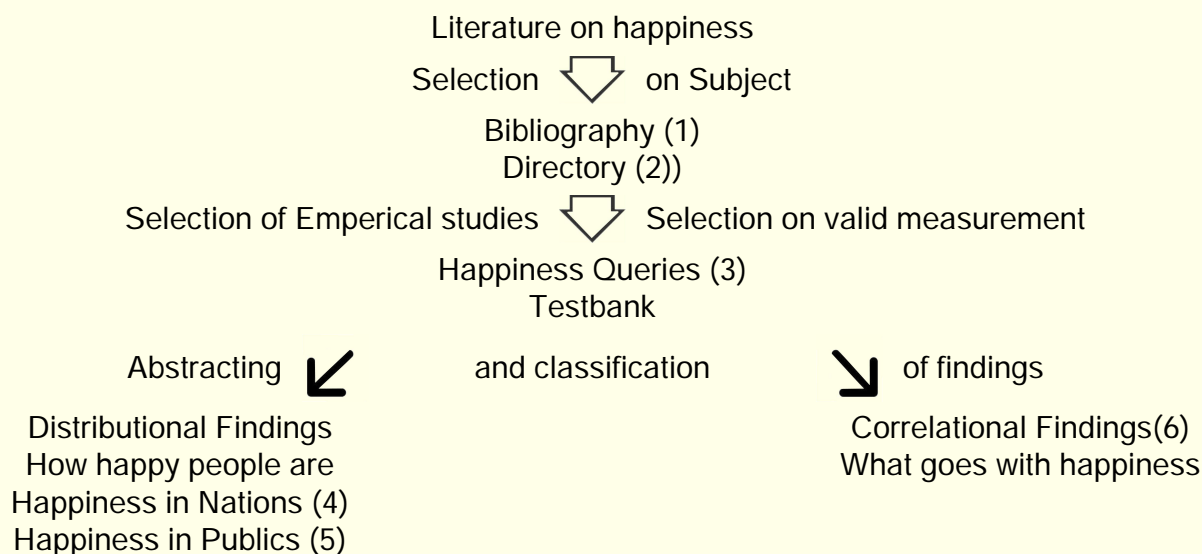 Literature on happiness
Selection on Subject
Bibliography (1)
Directory (2))
Selection of Emperical studies Selection on valid measurement
Happiness Queries (3)
Testbank
Abstracting and classification of findings
Distributional Findings Correlational Findings(6)
How happy people are What goes with happiness
Happiness in Nations (4)
Happiness in Publics (5)